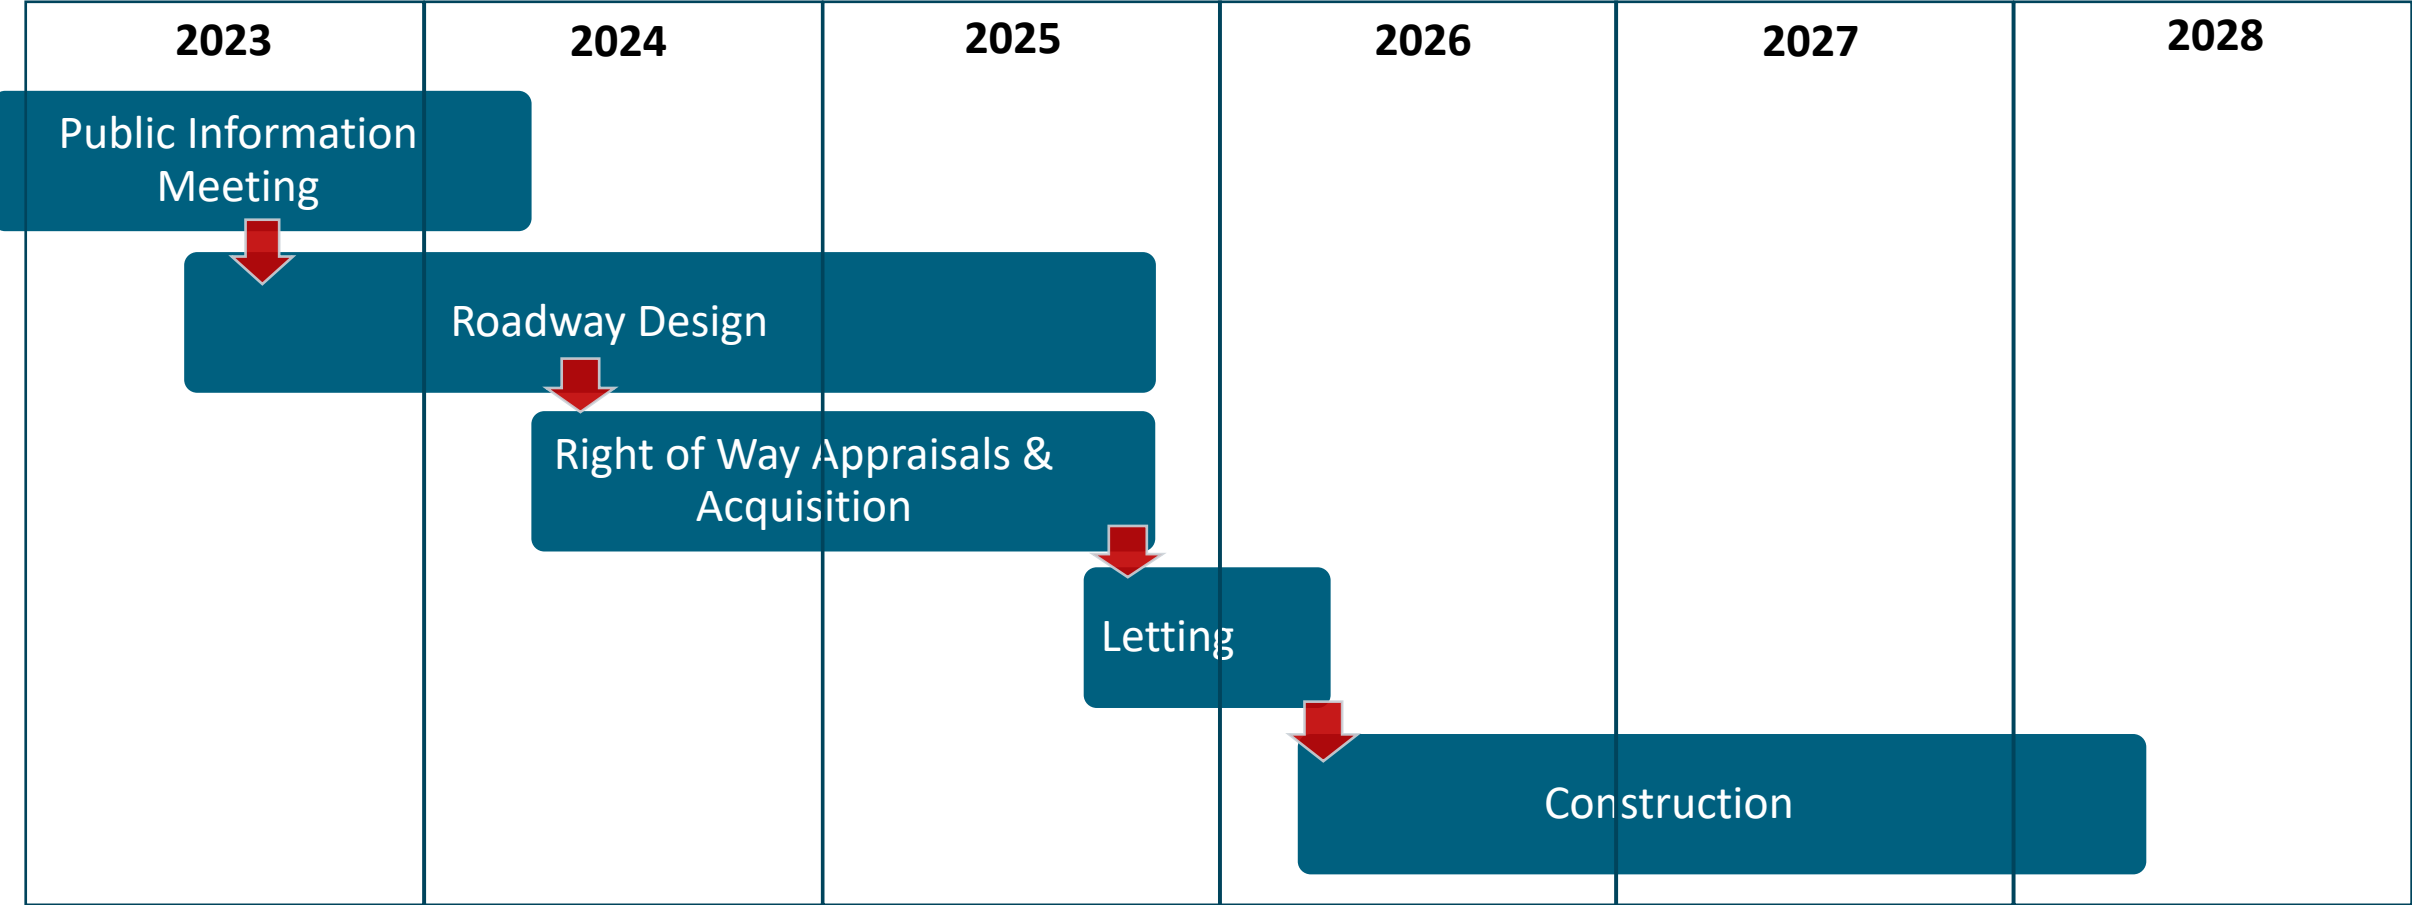 2023
2024
2025
2026
2027
2028
Public Information
Meeting
Roadway Design
Right of Way Appraisals &
Acquisition
Letting
Construction